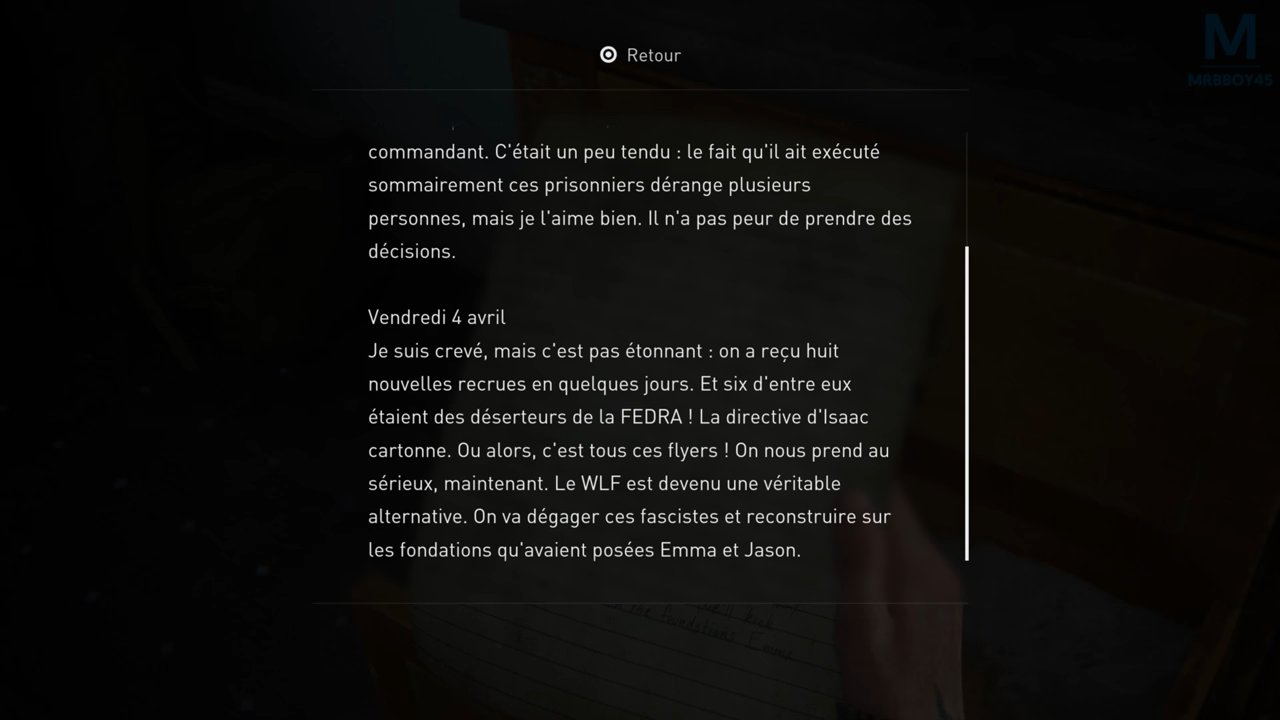 M
MRBBOY45
Retour
commandant. C'était un peu tendu : le fait qu'il ait exécuté
sommairement ces prisonniers dérange plusieurs
personnes, mais je l'aime bien. Il n'a pas peur de prendre des
décisions.
Vendredi 4 avril
Je suis crevé, mais c'est pas étonnant : on a reçu huit
nouvelles recrues en quelques jours. Et six d'entre eux
étaient des déserteurs de la FEDRA ! La directive d'Isaac
cartonne. Ou alors, c'est tous ces flyers ! On nous prend au
sérieux, maintenant. Le WLF est devenu une véritable
alternative. On va dégager ces fascistes et reconstruire sur
les fondations qu'avaient posées Emma et Jason.
kick
the foundations Emma